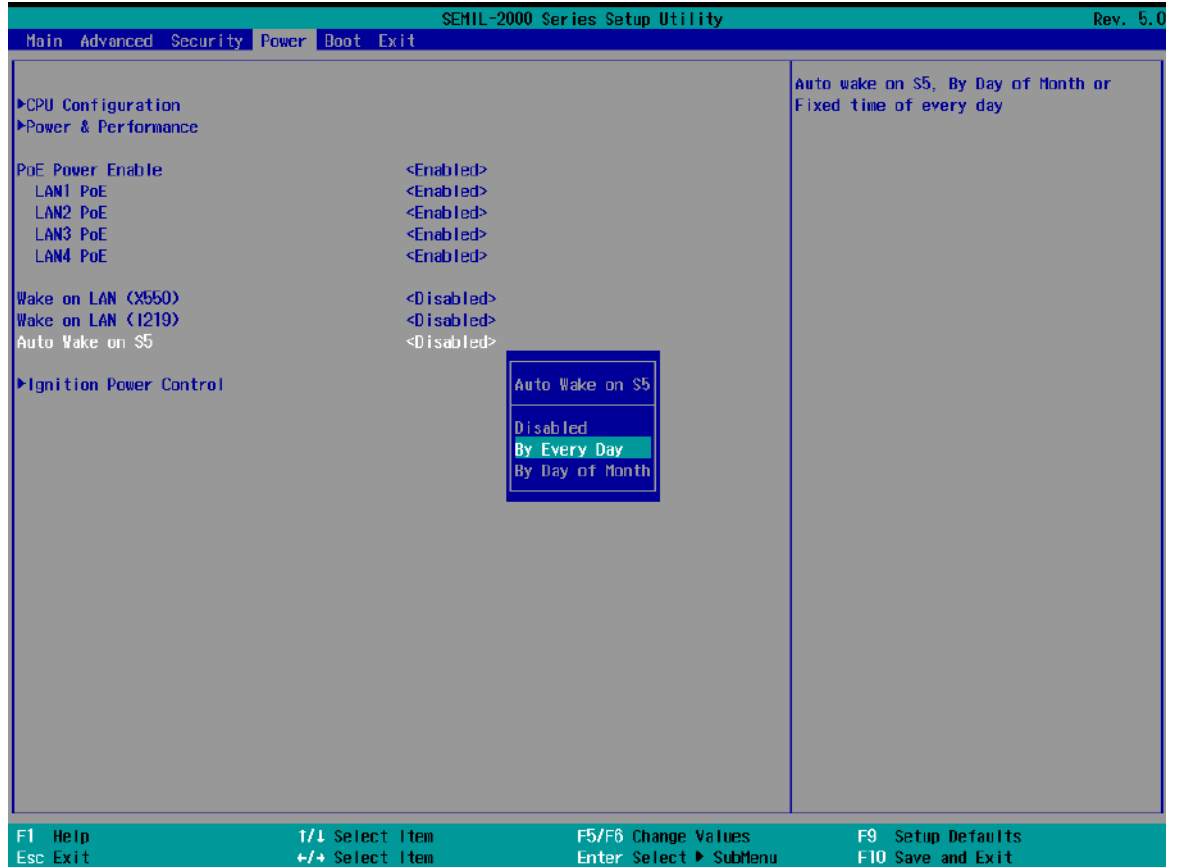 SEMIL-2000 Series Setup Utility Rev. 5.0
Main Advanced Security Power Boot Exit
Auto wake on S5, By Day of Month or
Fixed time of every day
▶CPU Configuration
▶Power & Performance
PoE Power Enable <Enabled>
LAN1 PoE <Enabled>
LAN2 PoE <Enabled>
LAN3 PoE <Enabled>
LAN4 PoE <Enabled>
Wake on LAN (X550) <Disabled>
Wake on LAN (I219) <Disabled>
Auto Wake on S5 <Disabled>
▶Ignition Power Control
Auto Wake on S5
Disabled
By Every Day
By Day of Month
F1 Help ↑/↓ Select Item F5/F6 Change Values F9 Setup Defaults
Esc Exit ←/→ Select Item Enter Select ▶ SubMenu F10 Save and Exit